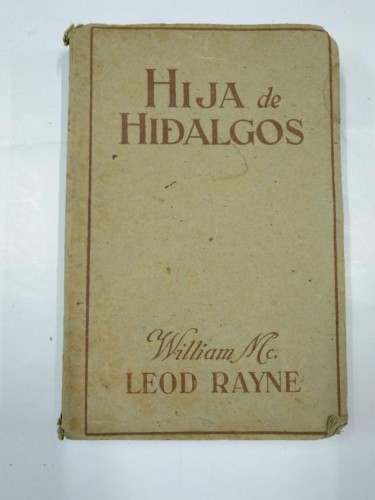 HIJA de
HIDALGOS
William Mc.
LEOD RAYNE